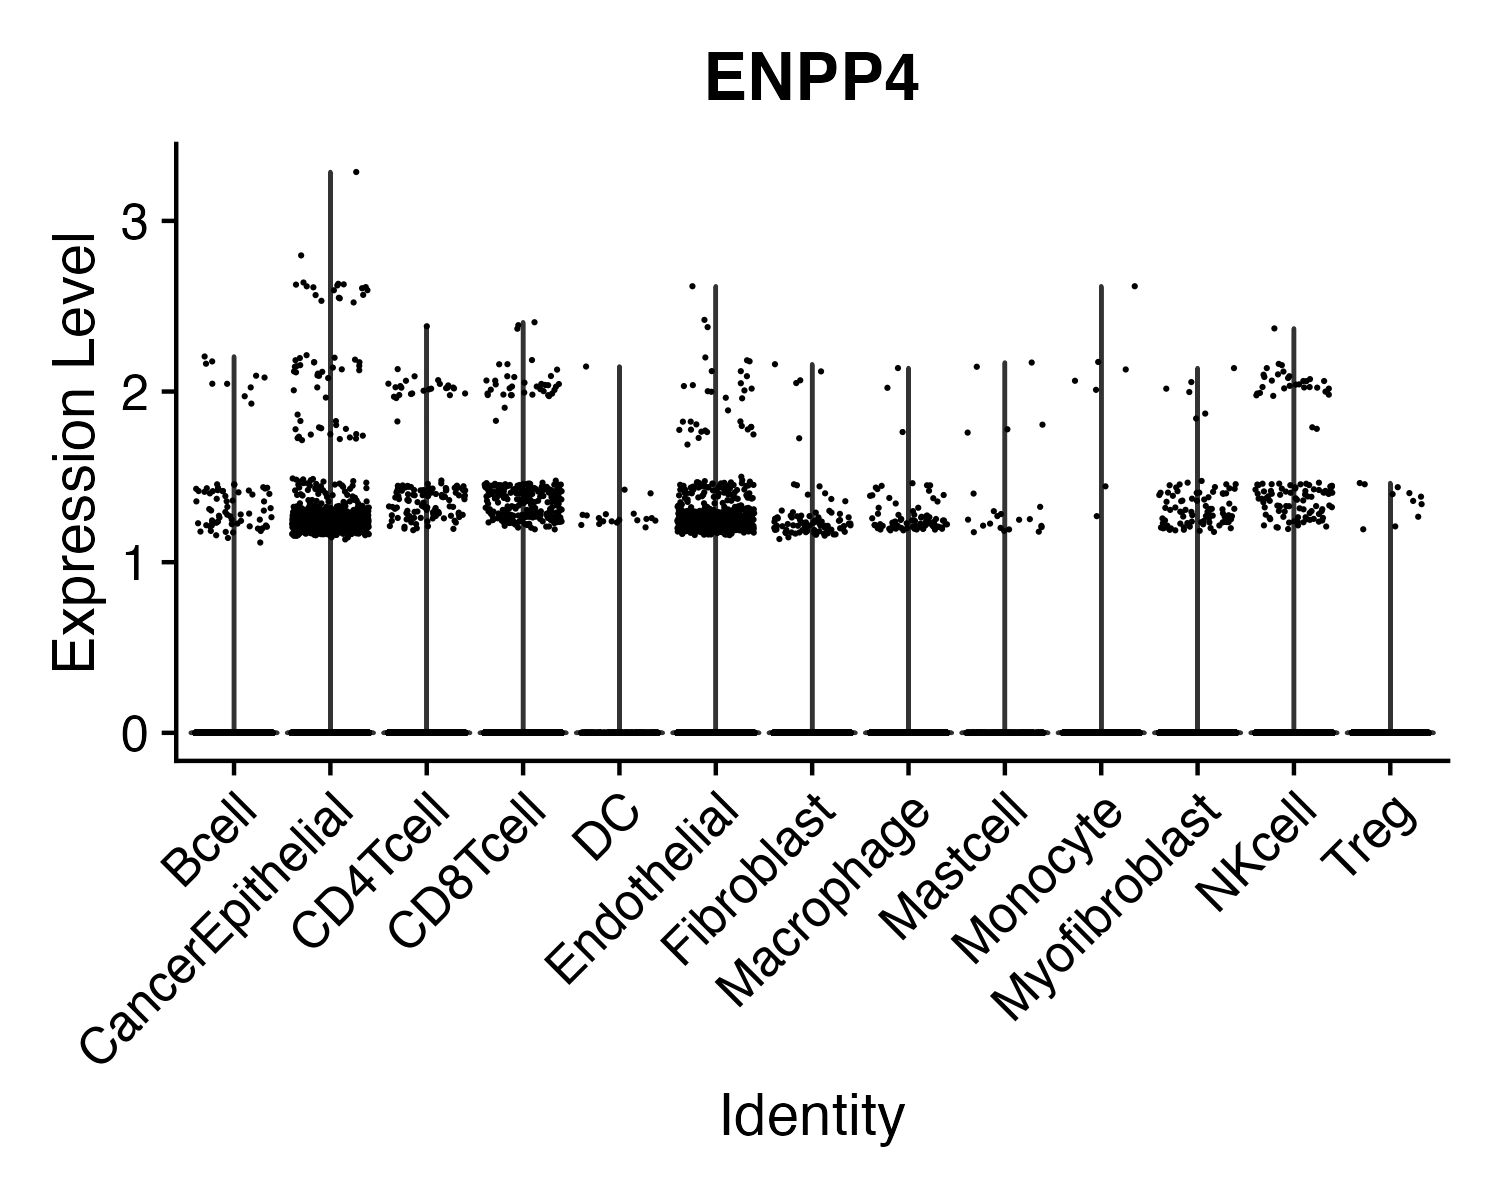 ENPP4
Expression Level
3
2
1
0
Bcell
CancerEpithelial
CD4Tcell
CD8Tcell
DC
Endothelial
Fibroblast
Macrophage
Mastcell
Monocyte
Myofibroblast
NKcell
Treg
Identity